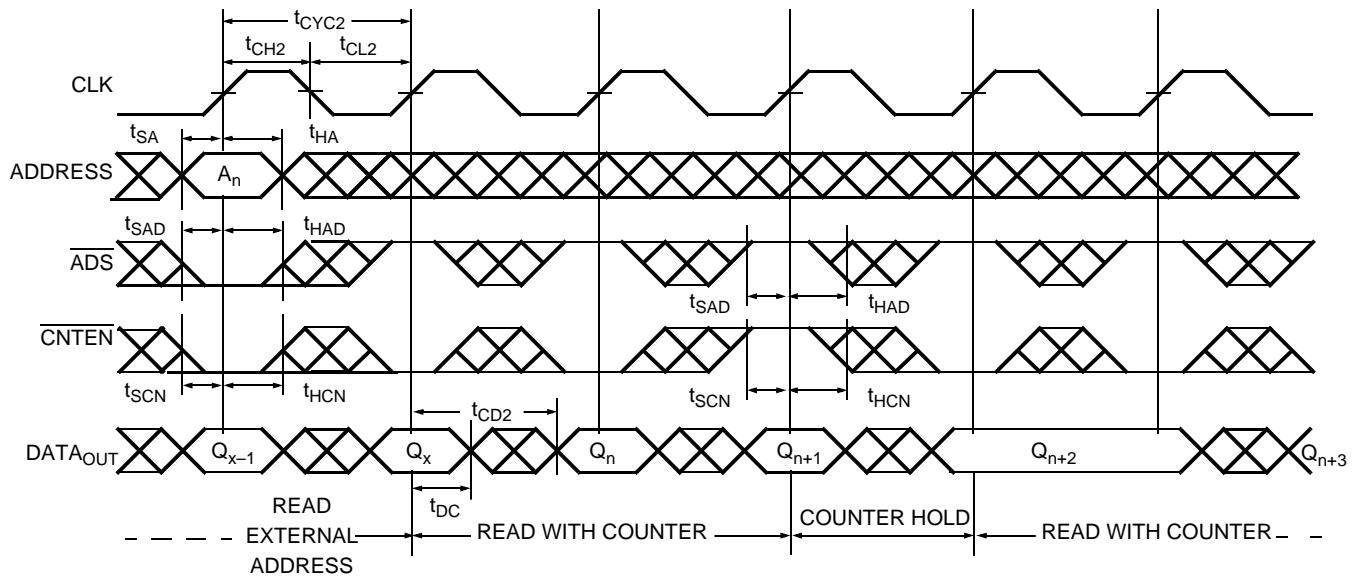 tCYC2
tCH2
tCL2
CLK
tSA
tHA
ADDRESS
An
tSAD
tHAD
ADS
tSAD
tHAD
CNTEN
tSCN
tHCN
tSCN
tHCN
tCD2
DATAOUT
Qx–1
Qx
Qn
Qn+1
Qn+2
Qn+3
tDC
READ
EXTERNAL
ADDRESS
READ WITH COUNTER
COUNTER HOLD
READ WITH COUNTER